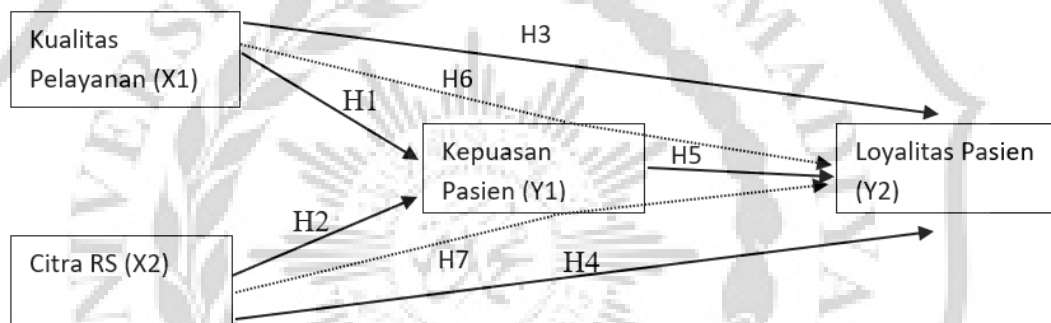 Kualitas
Pelayanan (X1)
H3
H6
H1
Kepuasan
Pasien (Y1)
H5
Loyalitas Pasien
(Y2)
H2
Citra RS (X2)
H7
H4